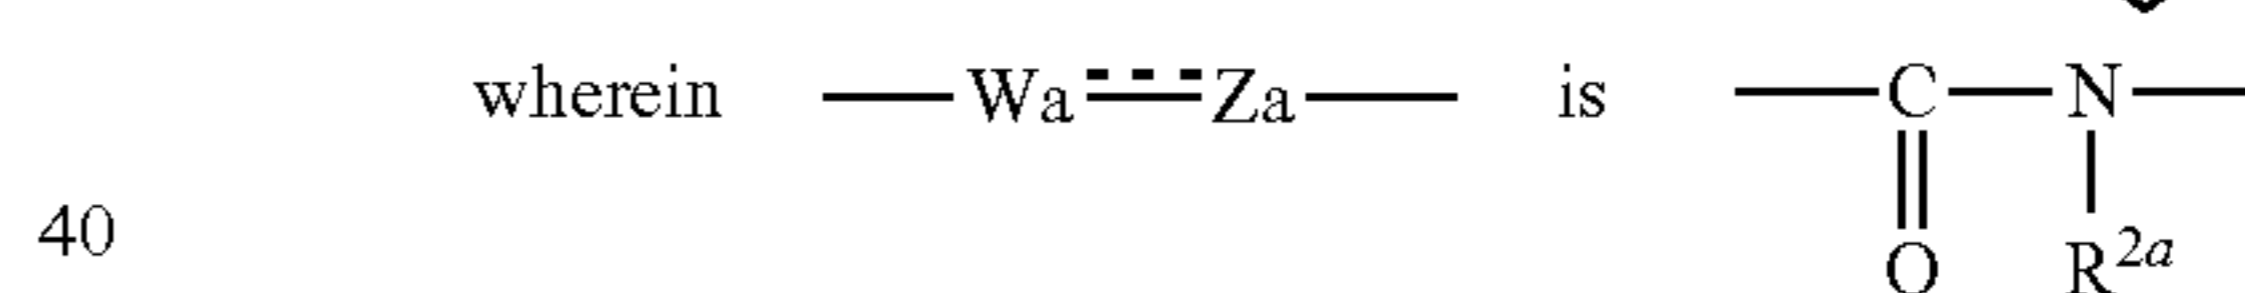 wherein —Wa==Za— is —C—N—
40
O R2a